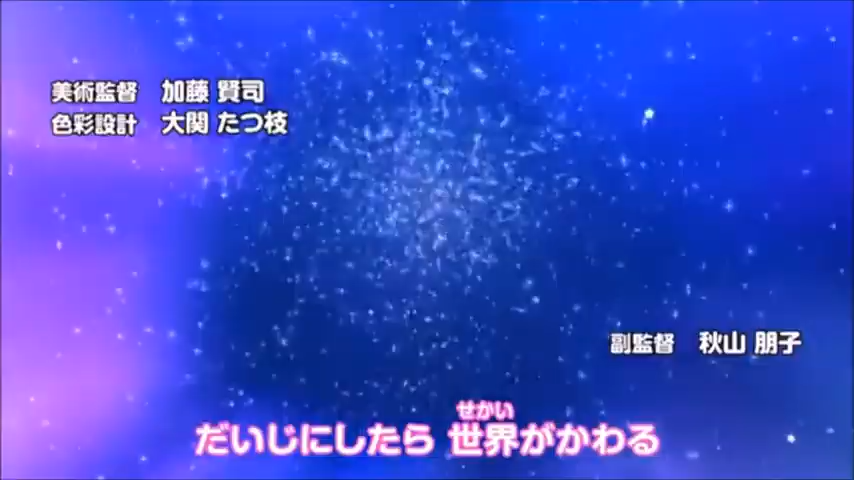 美術監督 加藤 賢司
色彩設計 大関 たつ枝
副監督 秋山 朋子
せかい
だいじにしたら 世界がかわる